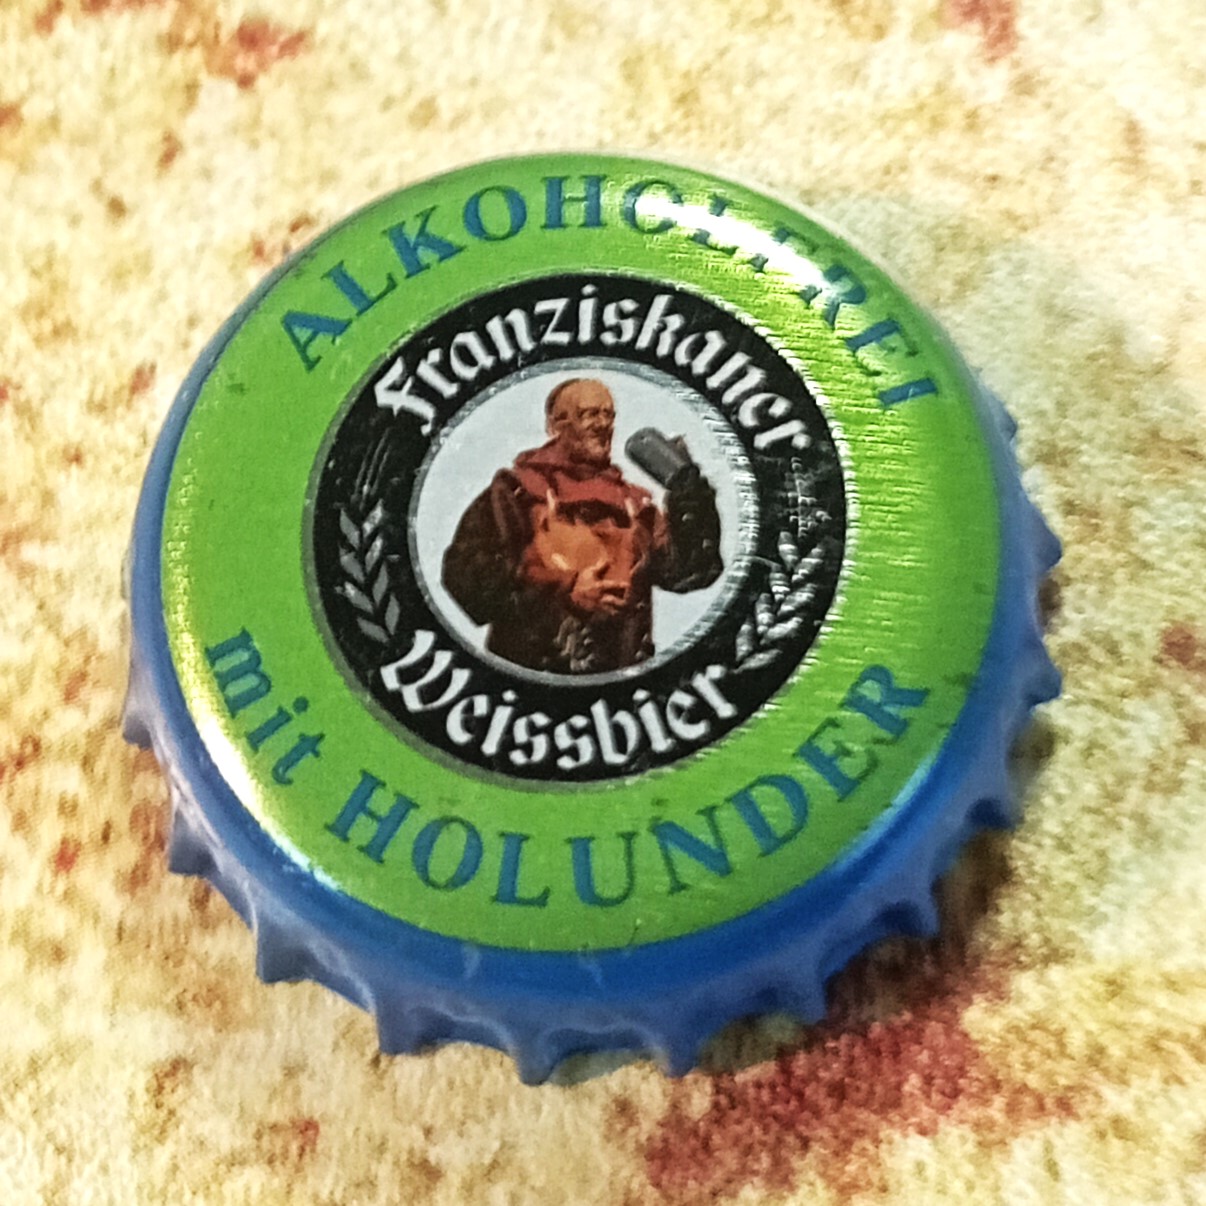 ALKOHOLFREI
Franziskaner
Weissbier
mit HOLUNDER